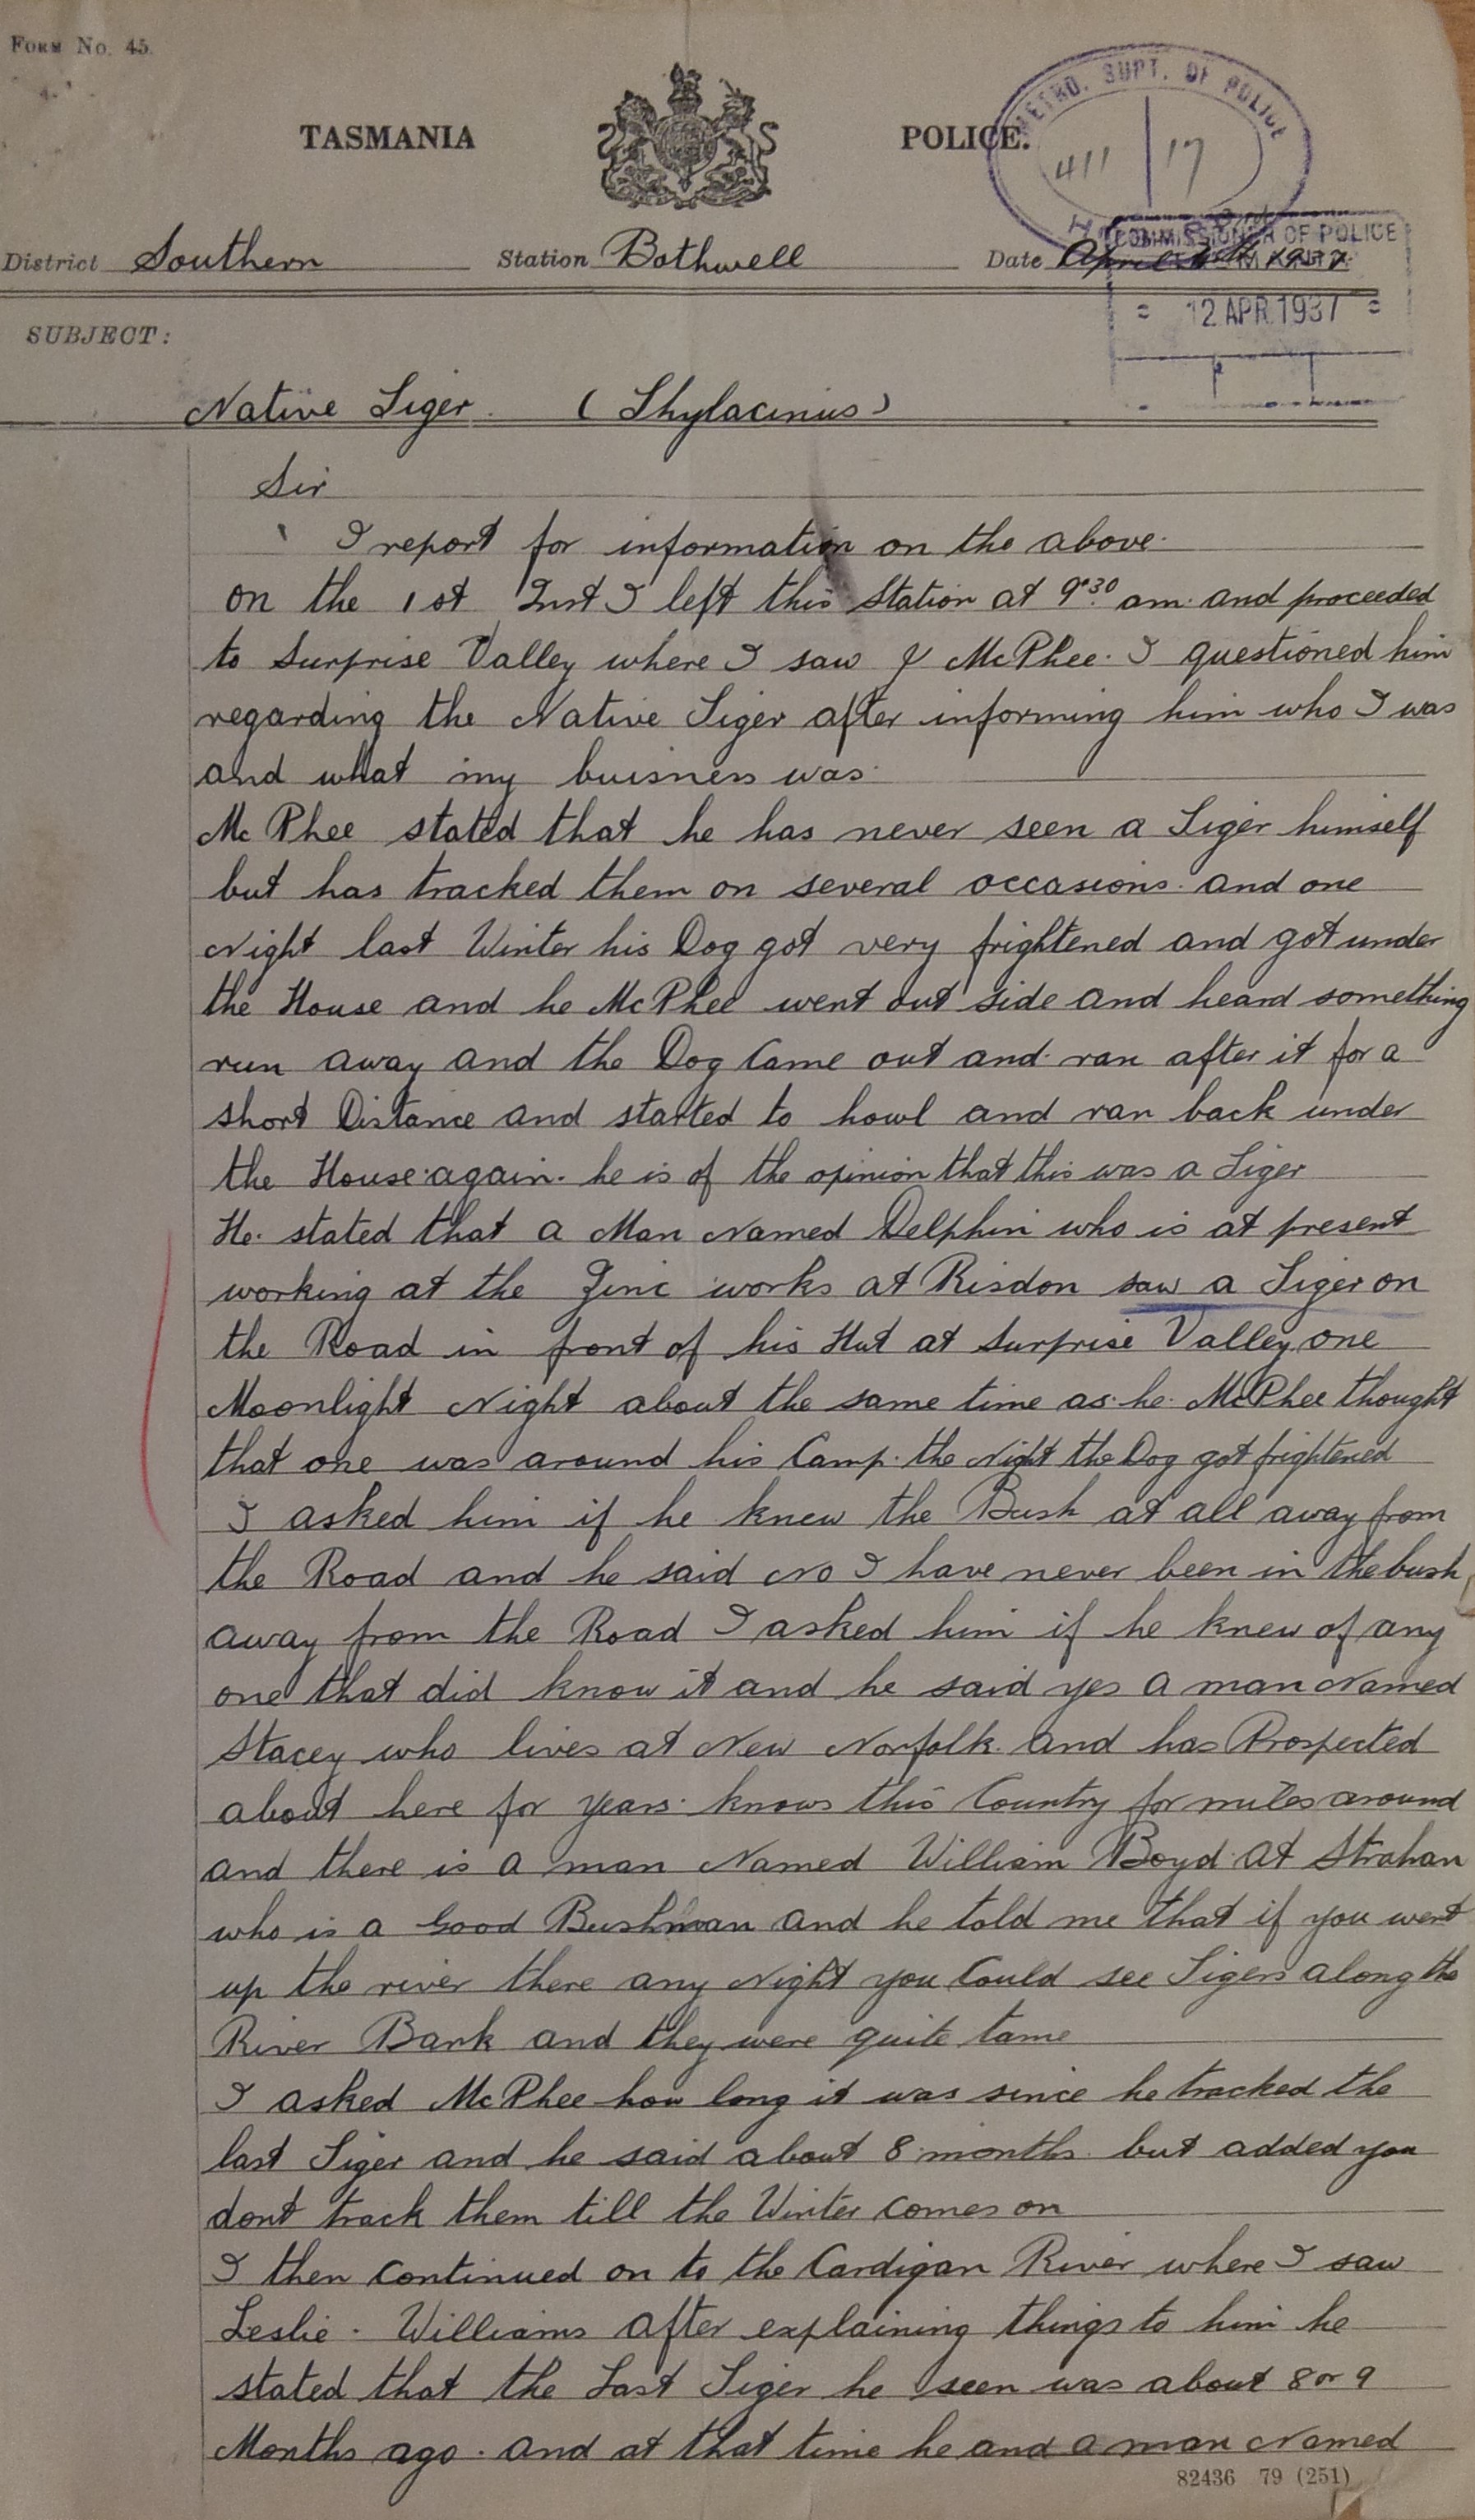 FORM No. 45.
TASMANIA POLICE.
METRO. SUPT. OF POLICE
411 17
District Southern Station Bothwell Date April 1937
COMMISSIONER OF POLICE
TASMANIA
12 APR. 1937
SUBJECT:
Native Tiger. (Thylacinus)
Sir
I report for information on the above.
on the 1st Inst I left this Station at 9.30 am. and proceeded
to Surprise Valley where I saw J McPhee. I questioned him
regarding the Native Tiger after informing him who I was
and what my buisness was.
Mc Phee stated that he has never seen a Tiger himself
but has tracked them on several occasions. and one
Night last Winter his Dog got very frightened and got under
the House and he McPhee went out side and heard something
run away and the Dog Came out and ran after it for a
short Distance and started to howl and ran back under
the House again. he is of the opinion that this was a Tiger
He. stated that a Man Named Delphin who is at present
working at the Zinc works at Risdon saw a Tiger on
the Road in front of his Hut at Surprise Valley one
Moonlight Night about the same time as he McPhee thought
that one was around his Camp. the Night the Dog got frightened
I asked him if he knew the Bush at all away from
the Road and he said No I have never been in the bush
away from the Road I asked him if he knew of any
one that did know it and he said yes a man Named
Stacey who lives at New Norfolk. and has Prospected
about here for years. knows this Country for miles around
and there is a man Named William Boyd at Strahan
who is a Good Bushman and he told me that if you went
up the river there any Night you Could see Tigers along the
River Bank and they were quite tame
I asked McPhee how long it was since he tracked the
last Tiger and he said about 8 months. but added you
dont track them till the Winter comes on
I then continued on to the Cardigan River where I saw
Leslie. Williams after explaining things to him he
stated that the Last Tiger he seen was about 8 or 9
Months ago. and at that time he and a man Named
82436 79 (251)